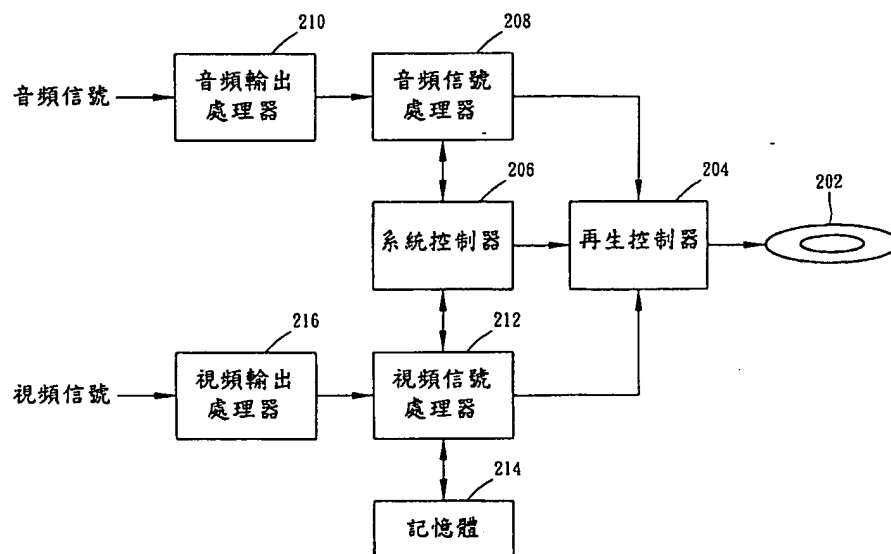 210
208
音頻信號
音頻輸出
處理器
音頻信號
處理器
206
204
202
系統控制器
再生控制器
216
212
視頻信號
視頻輸出
處理器
視頻信號
處理器
214
記憶體